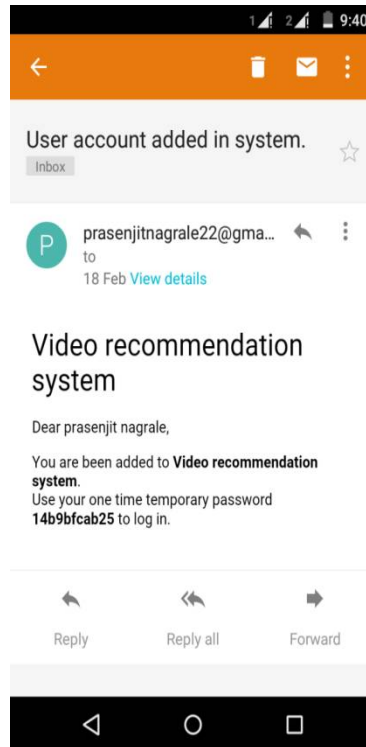 1 2 9:40
User account added in system.
Inbox
P
prasenjitnagrale22@gma...
to
18 Feb View details
Video recommendation
system
Dear prasenjit nagrale,
You are been added to Video recommendation
system.
Use your one time temporary password
14b9bfcab25 to log in.
Reply Reply all Forward